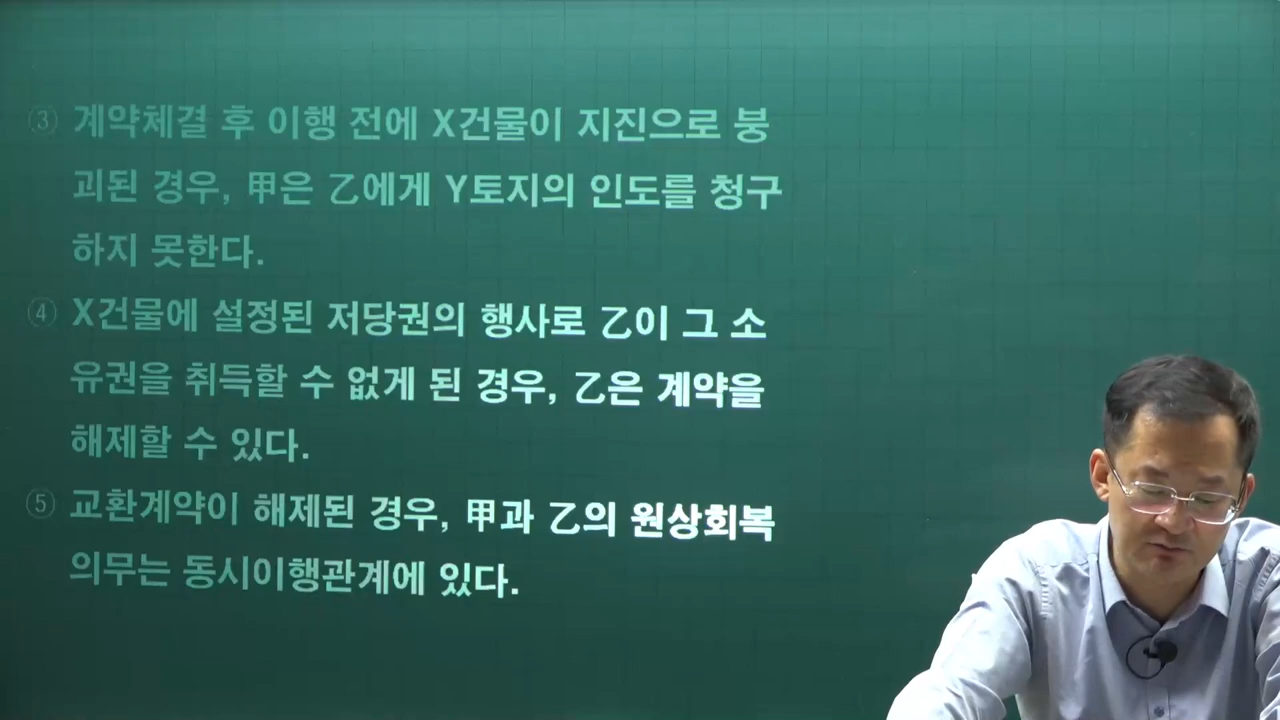 ③ 계약체결 후 이행 전에 X건물이 지진으로 붕
괴된 경우, 甲은 乙에게 Y토지의 인도를 청구
하지 못한다.
④ X건물에 설정된 저당권의 행사로 乙이 그 소
유권을 취득할 수 없게 된 경우, 乙은 계약을
해제할 수 있다.
⑤ 교환계약이 해제된 경우, 甲과 乙의 원상회복
의무는 동시이행관계에 있다.